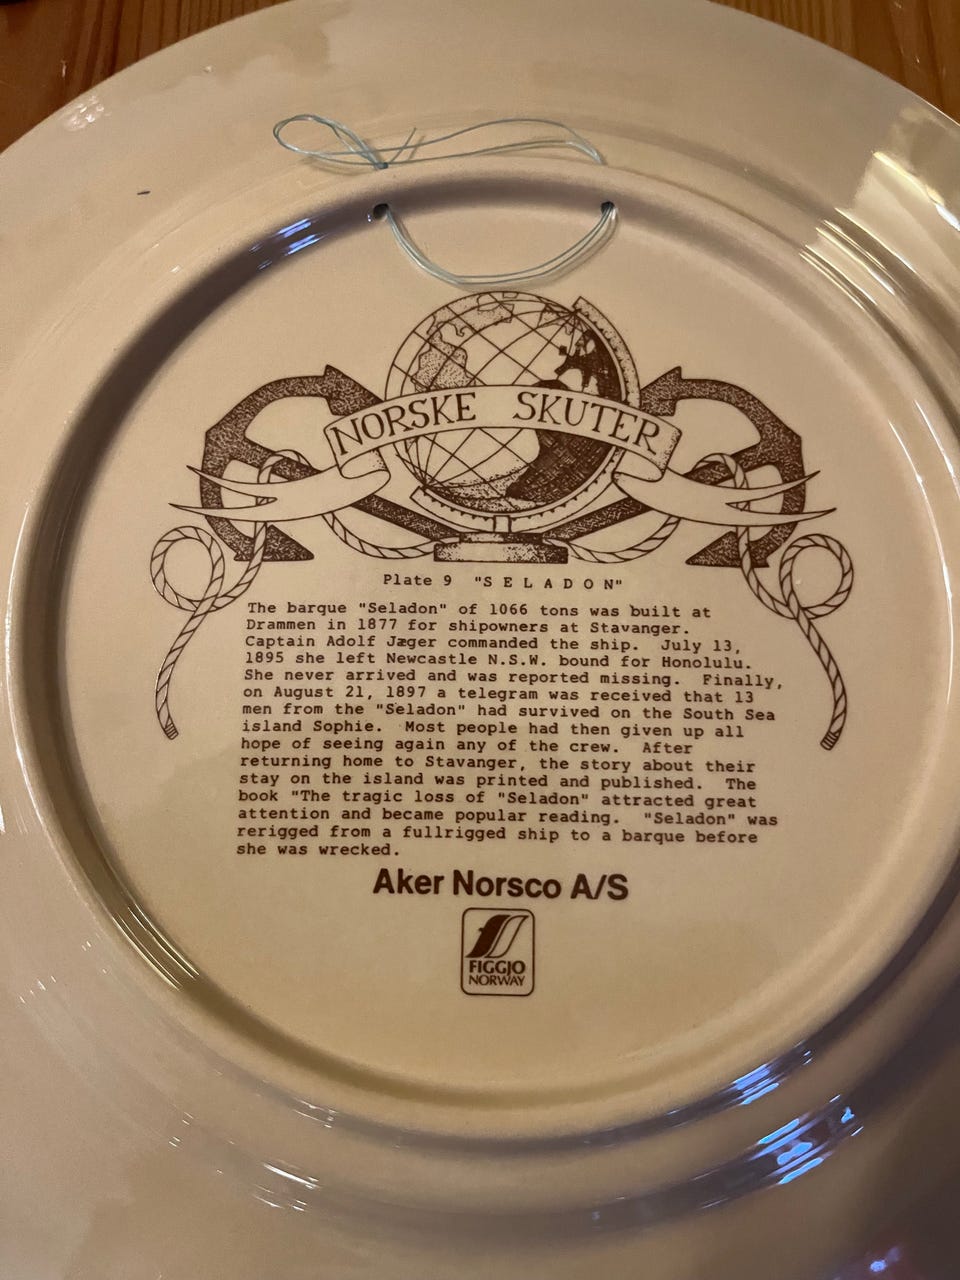 NORSKE SKUTER
Plate 9 "SELADON"
The barque "Seladon" of 1066 tons was built at
Drammen in 1877 for shipowners at Stavanger.
Captain Adolf Jæger commanded the ship. July 13,
1895 she left Newcastle N.S.W. bound for Honolulu.
She never arrived and was reported missing. Finally,
on August 21, 1897 a telegram was received that 13
men from the "Seladon" had survived on the South Sea
island Sophie. Most people had then given up all
hope of seeing again any of the crew. After
returning home to Stavanger, the story about their
stay on the island was printed and published. The
book "The tragic loss of "Seladon" attracted great
attention and became popular reading. "Seladon" was
rerigged from a fullrigged ship to a barque before
she was wrecked.
Aker Norsco A/S
FIGGJO
NORWAY